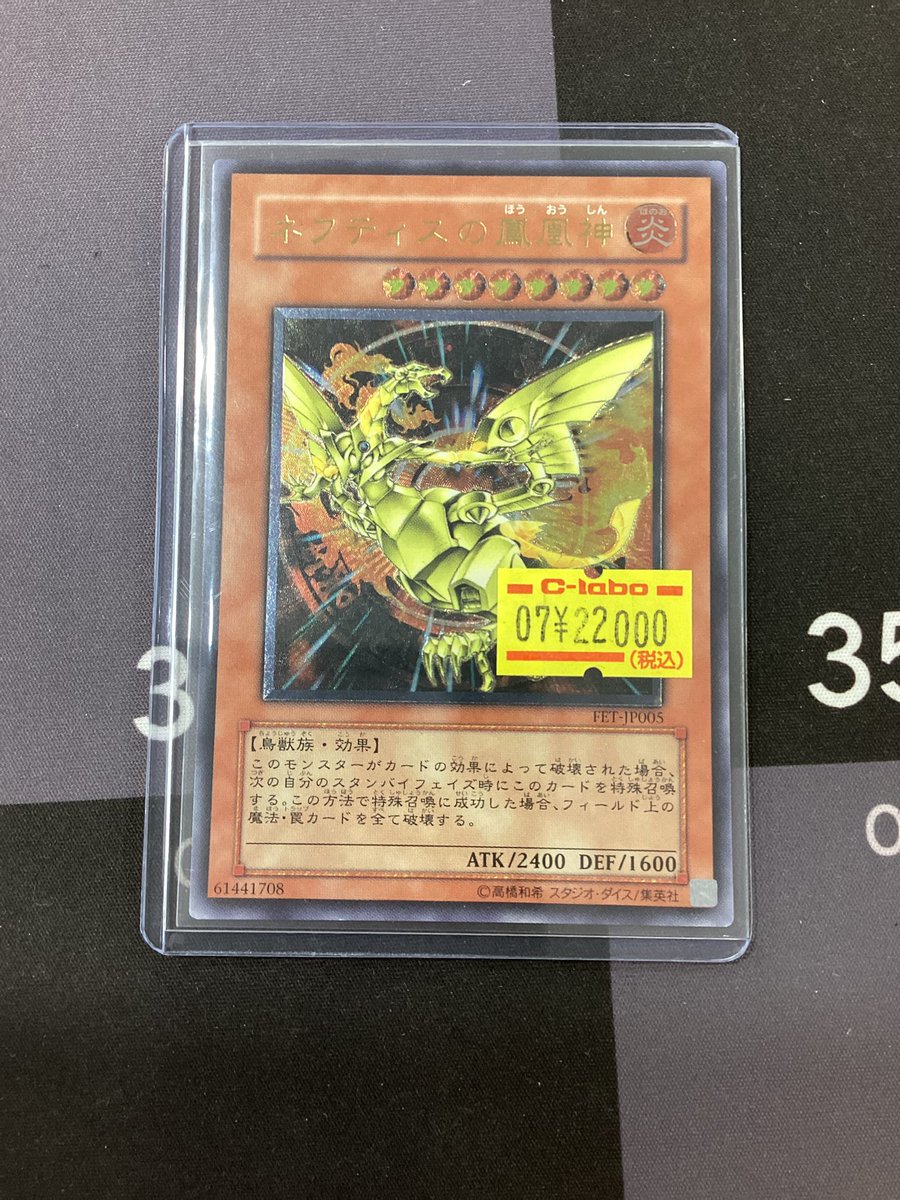 ほう おう しん
ネフティスの鳳凰神
ほのお
炎
C-labo
07¥22000
(税込)
FET-JP005
【鳥獣族・効果】
このモンスターがカードの効果によって破壊された場合、
次の自分のスタンバイフェイズ時にこのカードを特殊召喚
する。この方法で特殊召喚に成功した場合、フィールド上の
魔法・罠カードを全て破壊する。
ATK/2400 DEF/1600
61441708
©高橋和希 スタジオ・ダイス/集英社
3
35
0